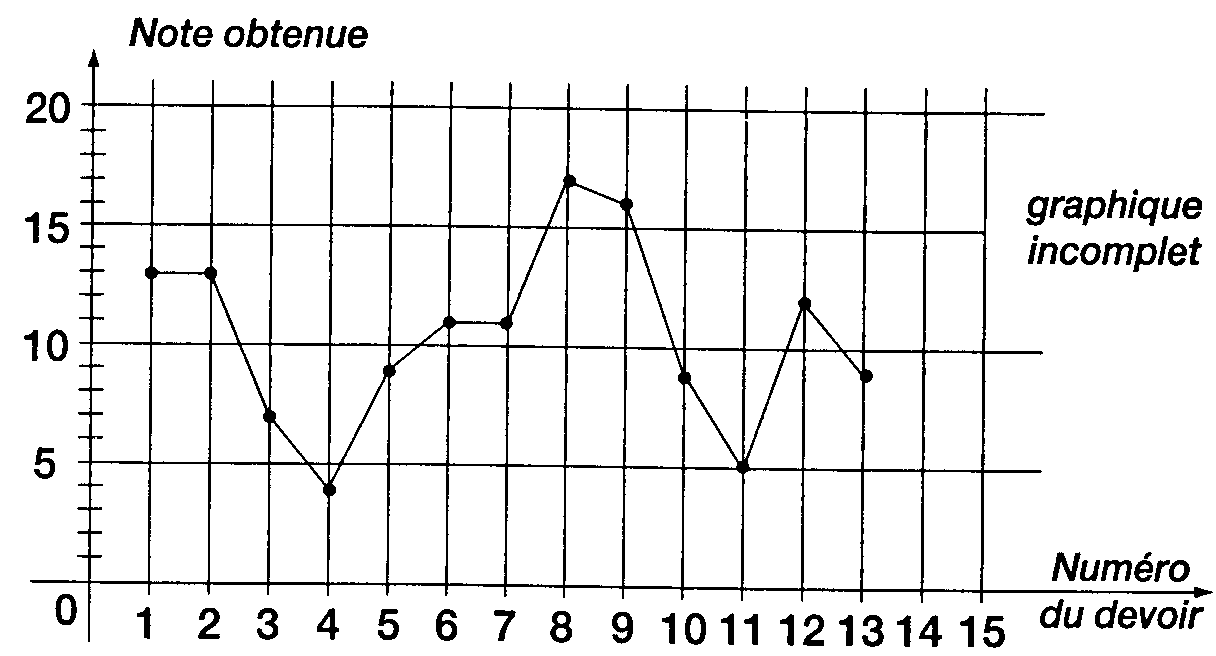 Note obtenue
20
15
10
5
0
graphique
incomplet
1 2 3 4 5 6 7 8 9 10 11 12 13 14 15
Numéro
du devoir